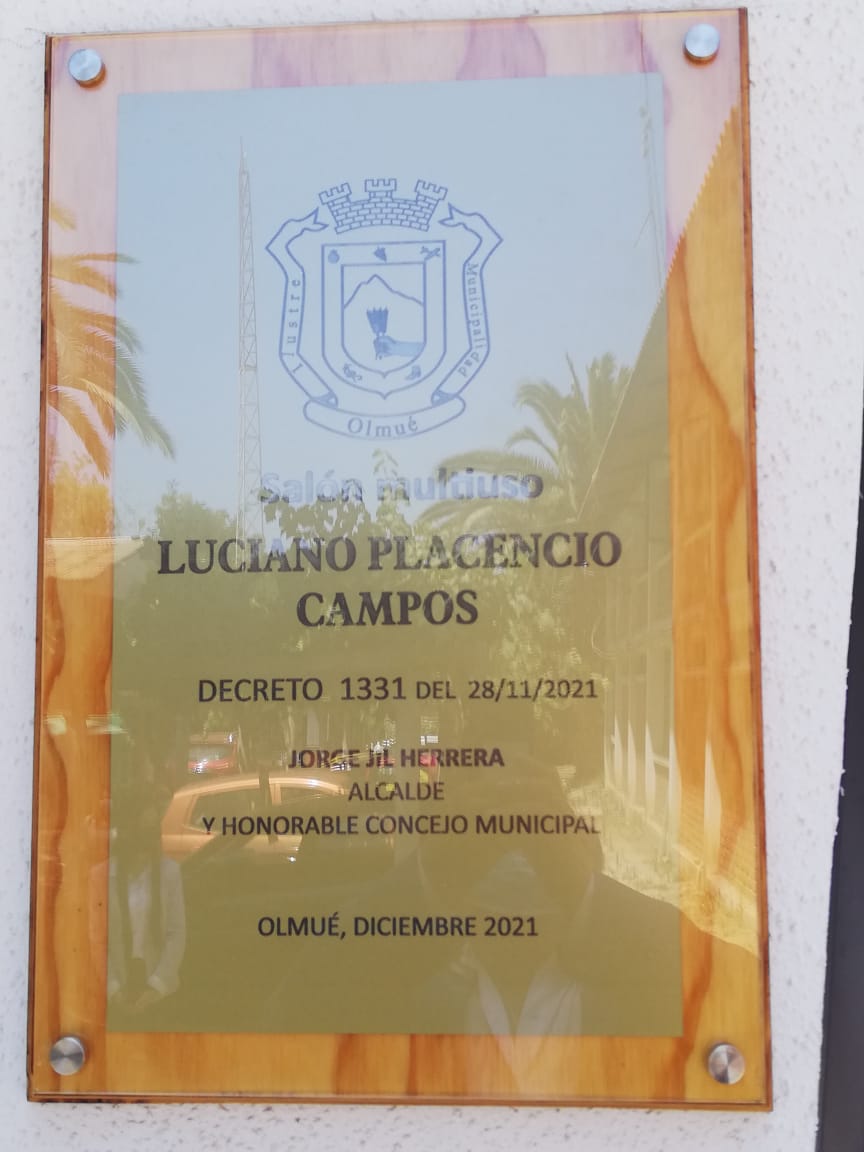 Ilustre
Municipalidad
Olmué
Salón multiuso
LUCIANO PLACENCIO
CAMPOS
DECRETO 1331 DEL 28/11/2021
JORGE JIL HERRERA
ALCALDE
Y HONORABLE CONCEJO MUNICIPAL
OLMUÉ, DICIEMBRE 2021